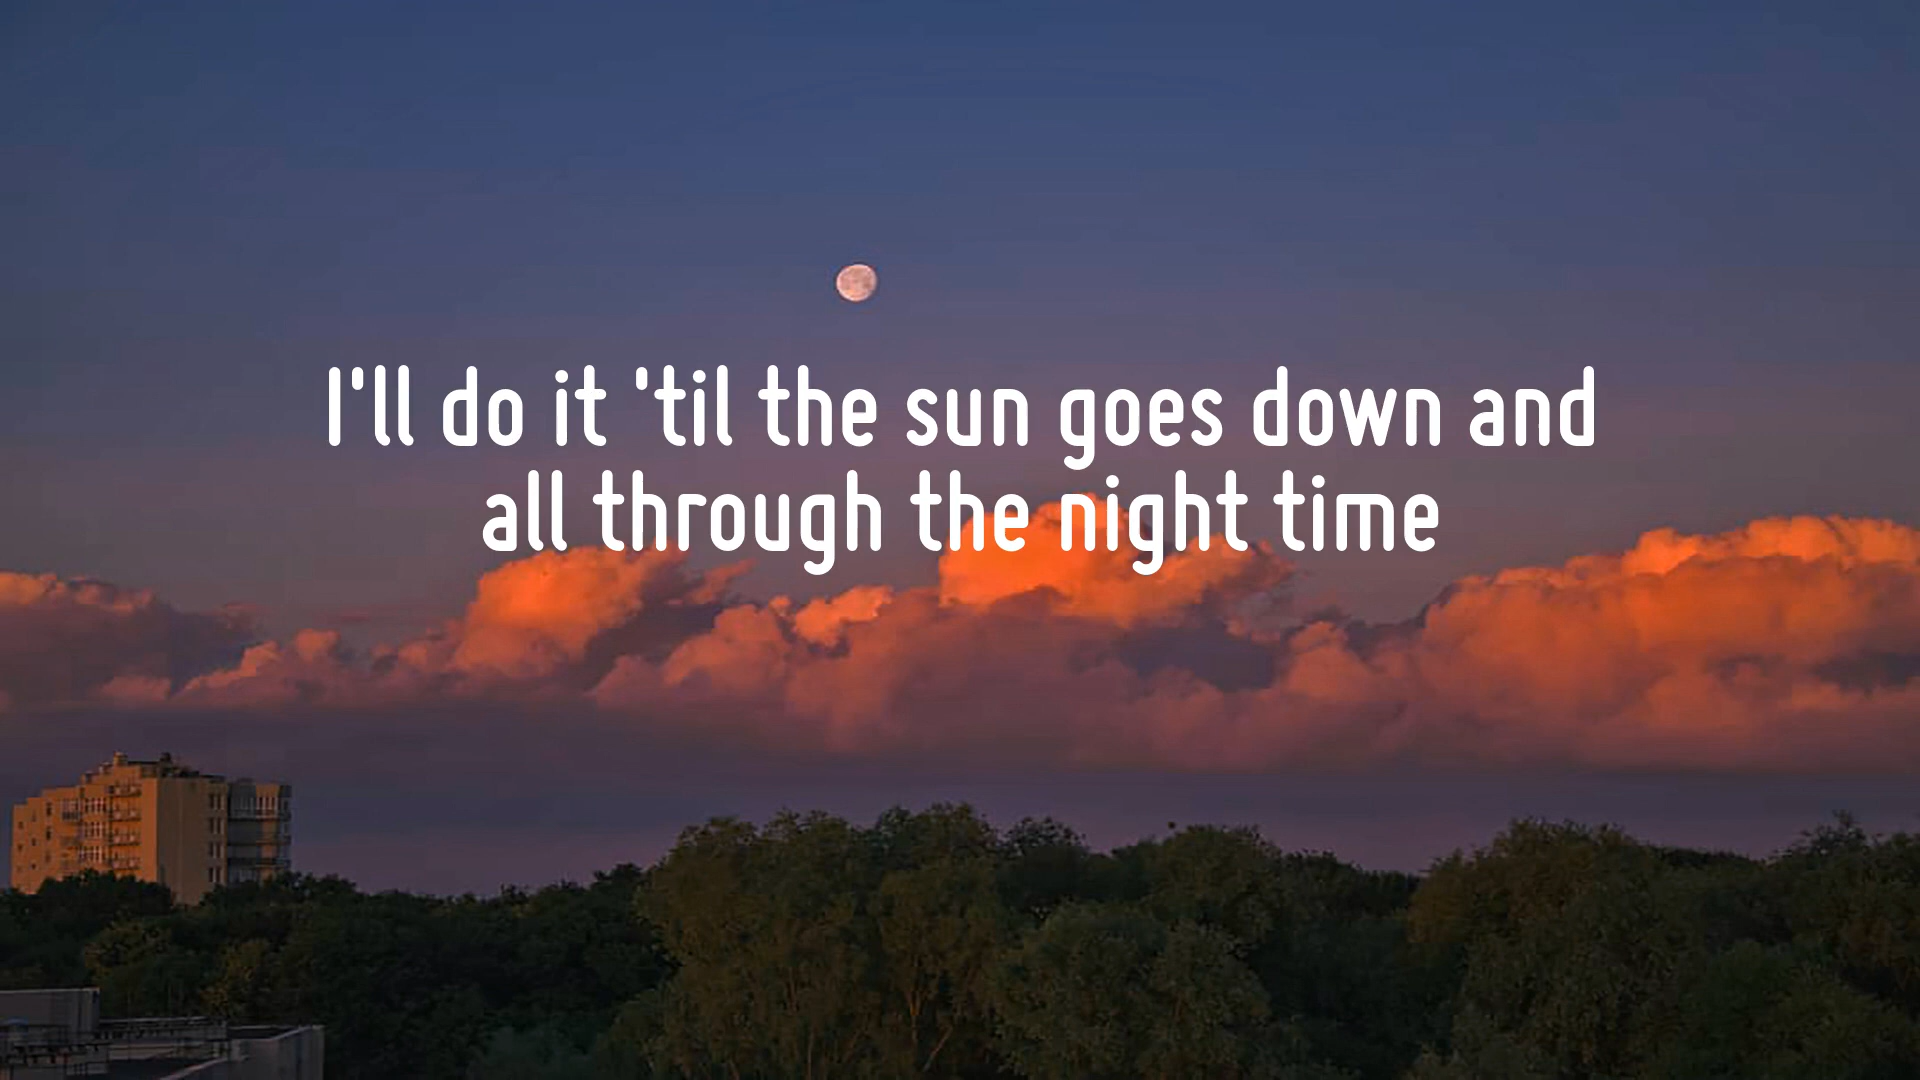 I'll do it 'til the sun goes down and
all through the night time